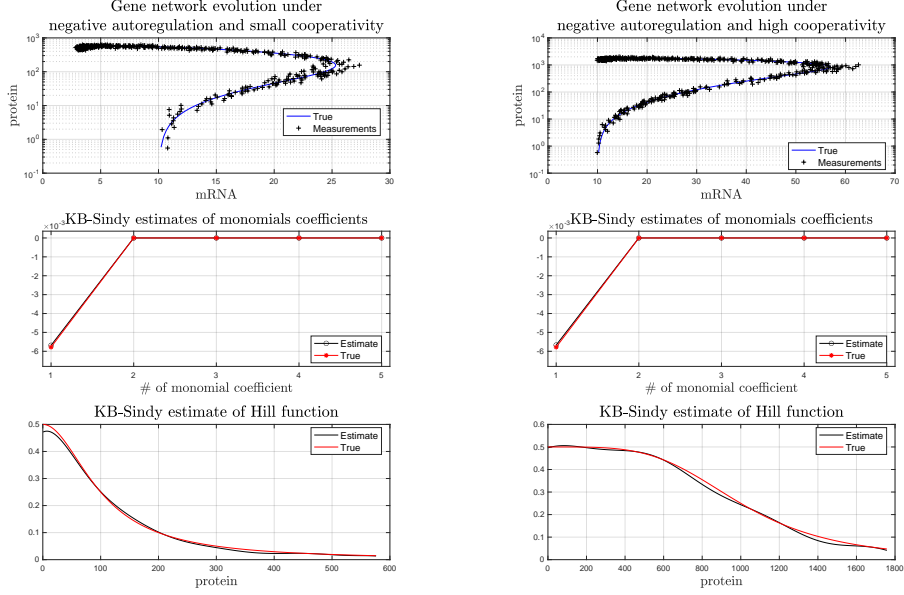 Gene network evolution under
negative autoregulation and small cooperativity
10^3
10^2
10^1
10^0
10^-1
protein
True
Measurements
0 5 10 15 20 25 30
mRNA
Gene network evolution under
negative autoregulation and high cooperativity
10^4
10^3
10^2
10^1
10^0
10^-1
protein
True
Measurements
0 10 20 30 40 50 60 70
mRNA
KB-Sindy estimates of monomials coefficients
×10^-3
0
-1
-2
-3
-4
-5
-6
Estimate
True
1 2 3 4 5
# of monomial coefficient
KB-Sindy estimates of monomials coefficients
×10^-3
0
-1
-2
-3
-4
-5
-6
Estimate
True
1 2 3 4 5
# of monomial coefficient
KB-Sindy estimate of Hill function
0.5
0.4
0.3
0.2
0.1
0
Estimate
True
0 100 200 300 400 500 600
protein
KB-Sindy estimate of Hill function
0.6
0.5
0.4
0.3
0.2
0.1
0
Estimate
True
0 200 400 600 800 1000 1200 1400 1600 1800
protein